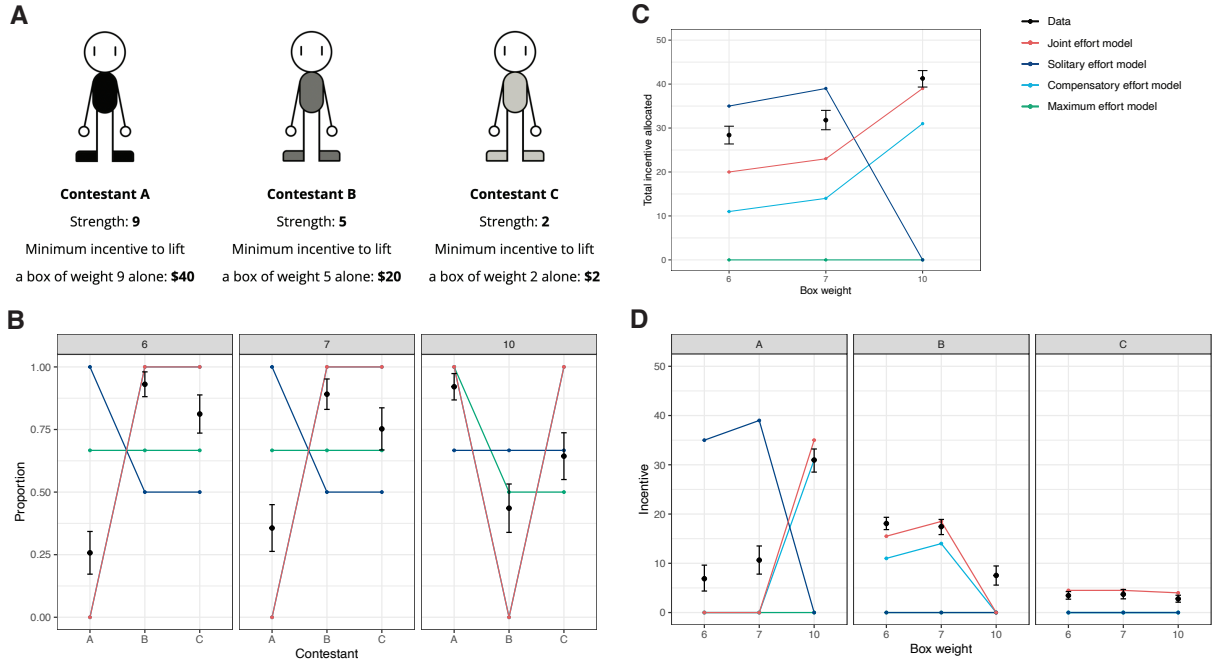 A
Contestant A
Strength: 9
Minimum incentive to lift
a box of weight 9 alone: $40
Contestant B
Strength: 5
Minimum incentive to lift
a box of weight 5 alone: $20
Contestant C
Strength: 2
Minimum incentive to lift
a box of weight 2 alone: $2
C
Total incentive allocated
50
40
30
20
10
0
6 7 10
Box weight
Data
Joint effort model
Solitary effort model
Compensatory effort model
Maximum effort model
B
6 7 10
Proportion
1.00
0.75
0.50
0.25
0.00
A B C A B C A B C
Contestant
D
A B C
Incentive
50
40
30
20
10
0
6 7 10 6 7 10 6 7 10
Box weight